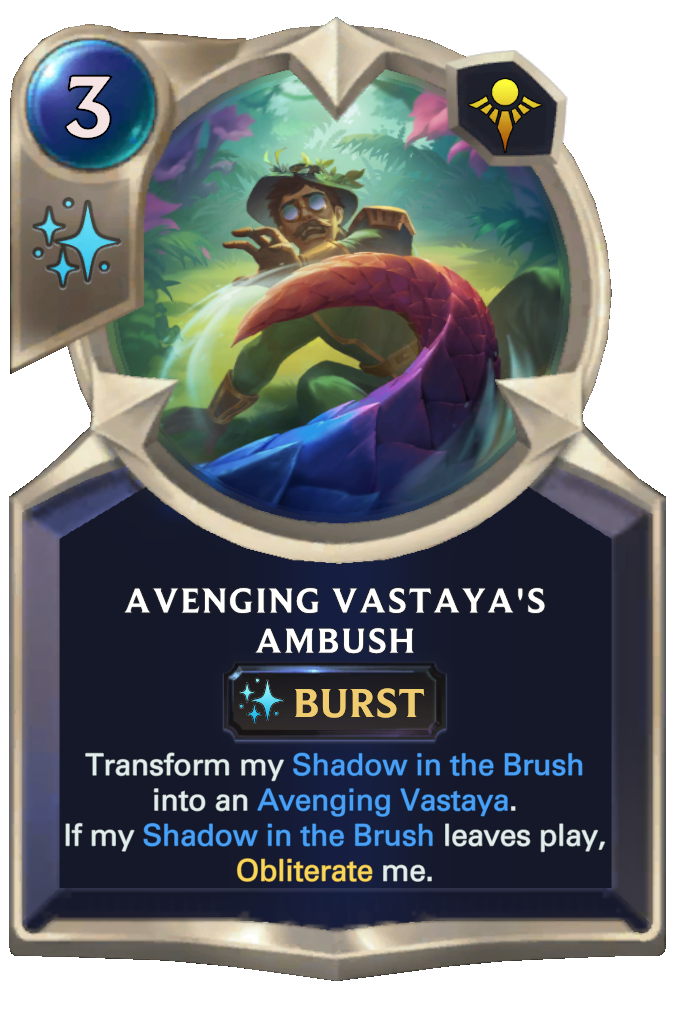 3
AVENGING VASTAYA'S
AMBUSH
BURST
Transform my Shadow in the Brush
into an Avenging Vastaya.
If my Shadow in the Brush leaves play,
Obliterate me.